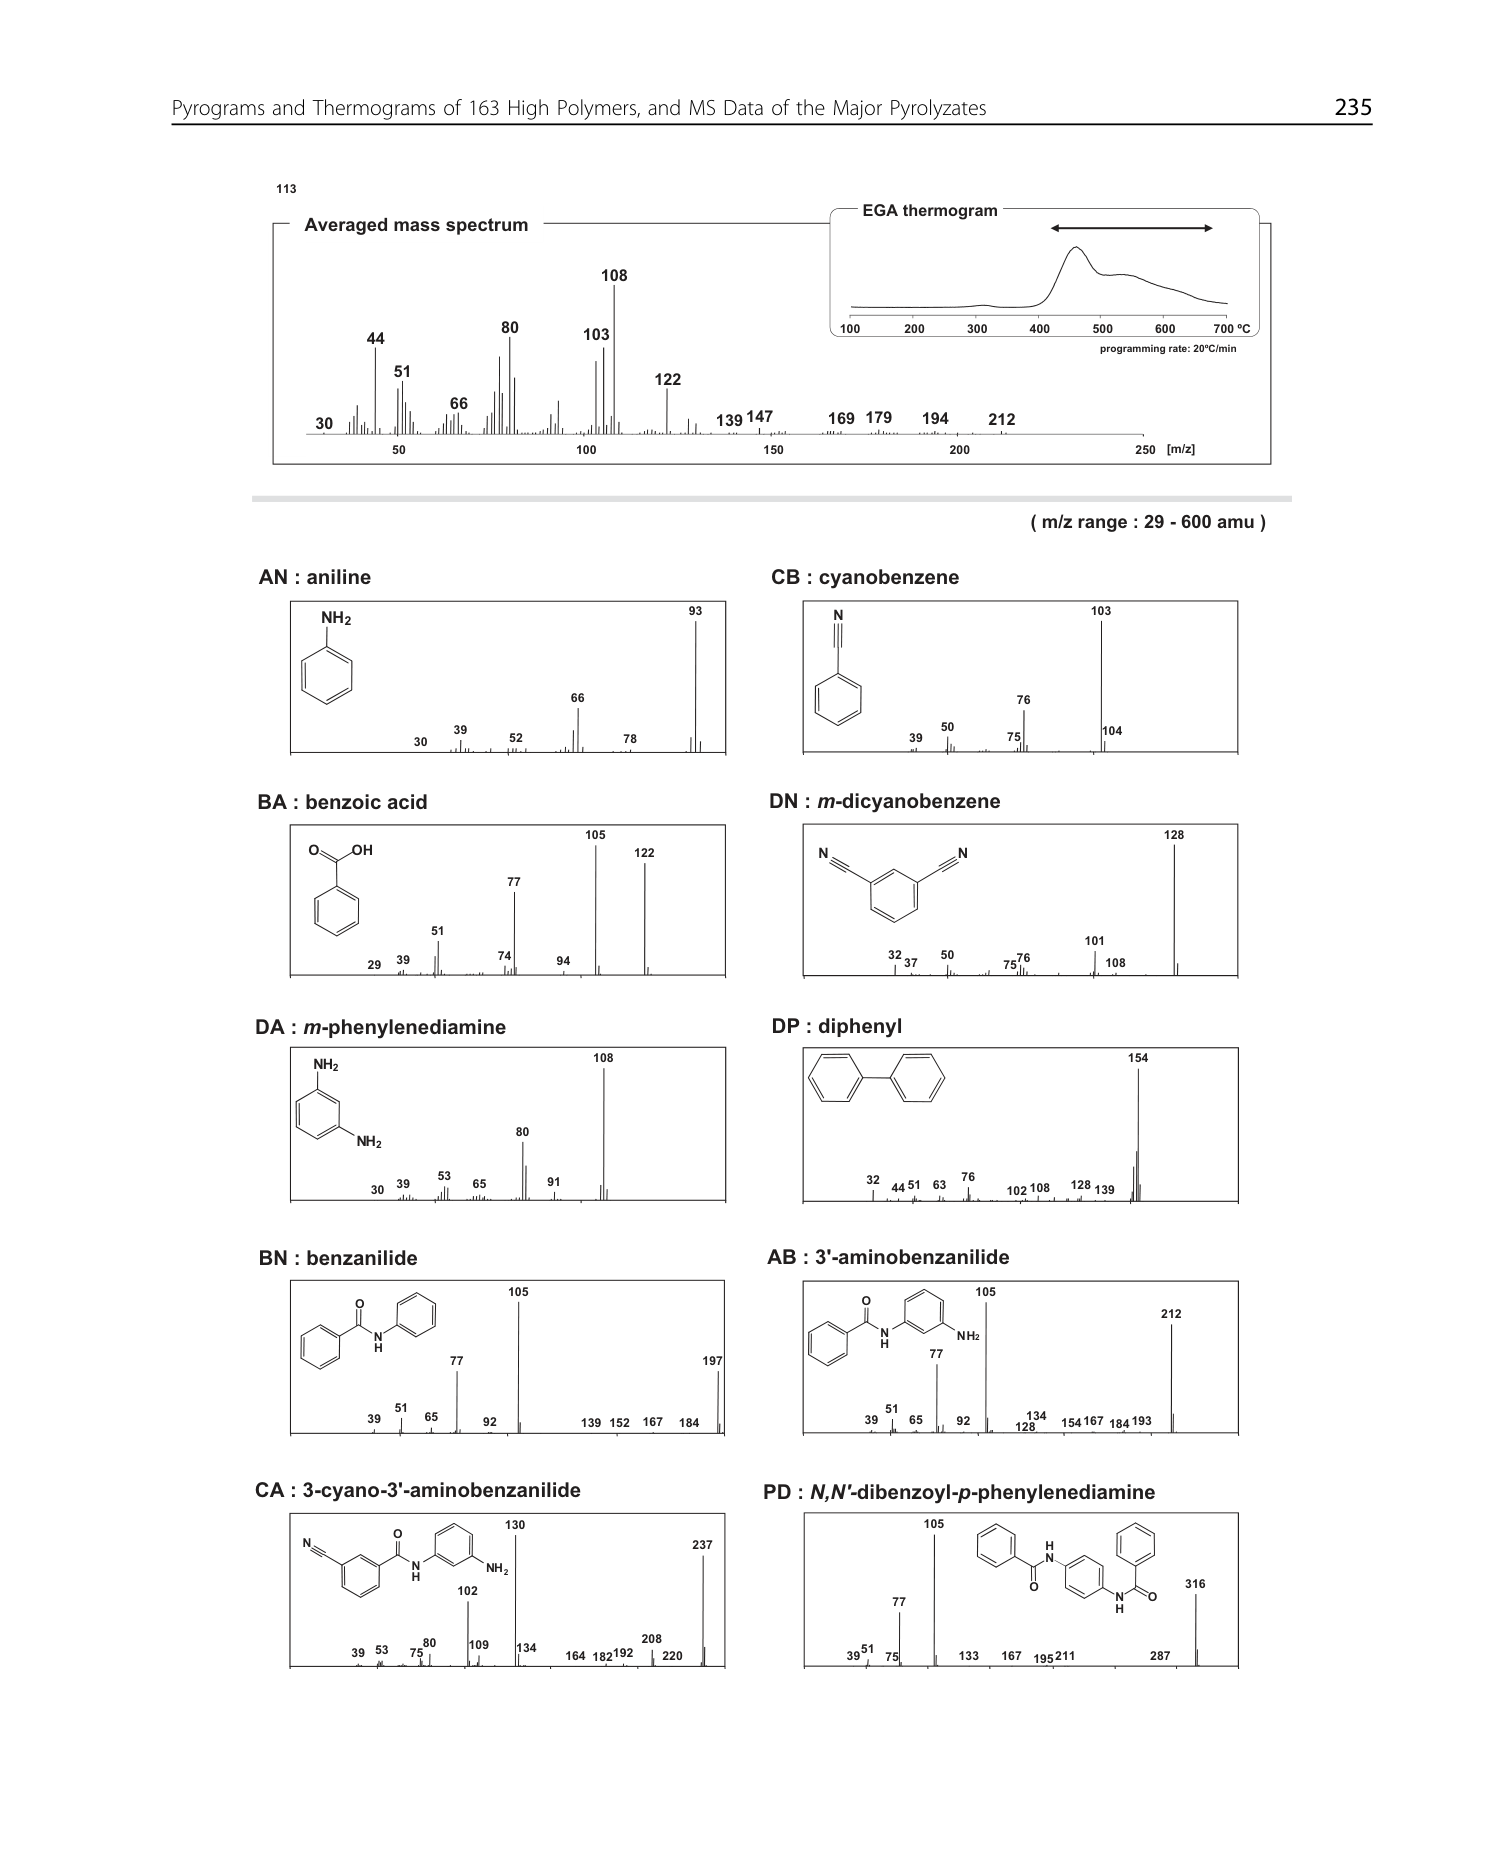 Pyrograms and Thermograms of 163 High Polymers, and MS Data of the Major Pyrolyzates 235
113
Averaged mass spectrum
EGA thermogram
100 200 300 400 500 600 700 ºC
programming rate: 20ºC/min
30 44 51 66 80 103 108 122 139 147 169 179 194 212
50 100 150 200 250 [m/z]
( m/z range : 29 - 600 amu )
AN : aniline
NH2
30 39 52 66 78 93
CB : cyanobenzene
N
39 50 75 76 103 104
BA : benzoic acid
O OH
29 39 51 74 77 94 105 122
DN : m-dicyanobenzene
N N
32 37 50 75 76 101 108 128
DA : m-phenylenediamine
NH2
NH2
30 39 53 65 80 91 108
DP : diphenyl
32 44 51 63 76 102 108 128 139 154
BN : benzanilide
O
N
H
39 51 65 77 92 105 139 152 167 184 197
AB : 3'-aminobenzanilide
O
N
H
NH2
39 51 65 77 92 105 128 134 154 167 184 193 212
CA : 3-cyano-3'-aminobenzanilide
N
O
N
H
NH2
39 53 75 80 102 109 130 134 164 182 192 208 220 237
PD : N,N'-dibenzoyl-p-phenylenediamine
H
N
O
N
H
O
39 51 75 77 105 133 167 195 211 287 316